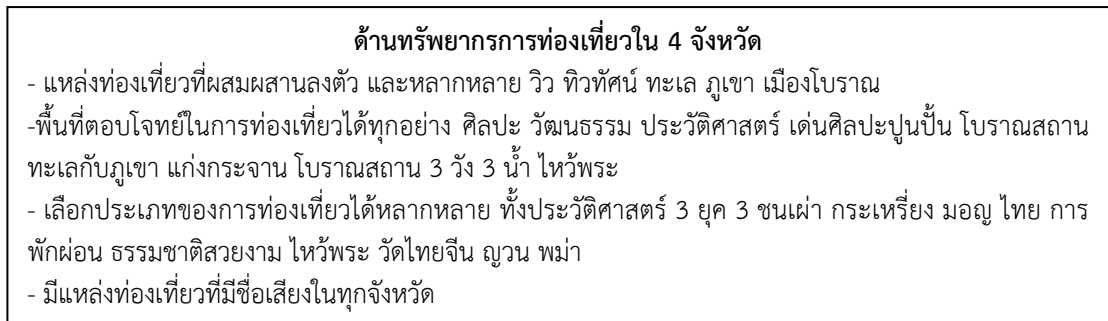 ด้านทรัพยากรการท่องเที่ยวใน 4 จังหวัด
- แหล่งท่องเที่ยวที่ผสมผสานลงตัว และหลากหลาย วิว ทิวทัศน์ ทะเล ภูเขา เมืองโบราณ
-พื้นที่ตอบโจทย์ในการท่องเที่ยวได้ทุกอย่าง ศิลปะ วัฒนธรรม ประวัติศาสตร์ เด่นศิลปะปูนปั้น โบราณสถาน
ทะเลกับภูเขา แก่งกระจาน โบราณสถาน 3 วัง 3 น้ำ ไหว้พระ
- เลือกประเภทของการท่องเที่ยวได้หลากหลาย ทั้งประวัติศาสตร์ 3 ยุค 3 ชนเผ่า กระเหรี่ยง มอญ ไทย การ
พักผ่อน ธรรมชาติสวยงาม ไหว้พระ วัดไทยจีน ญวน พม่า
- มีแหล่งท่องเที่ยวที่มีชื่อเสียงในทุกจังหวัด